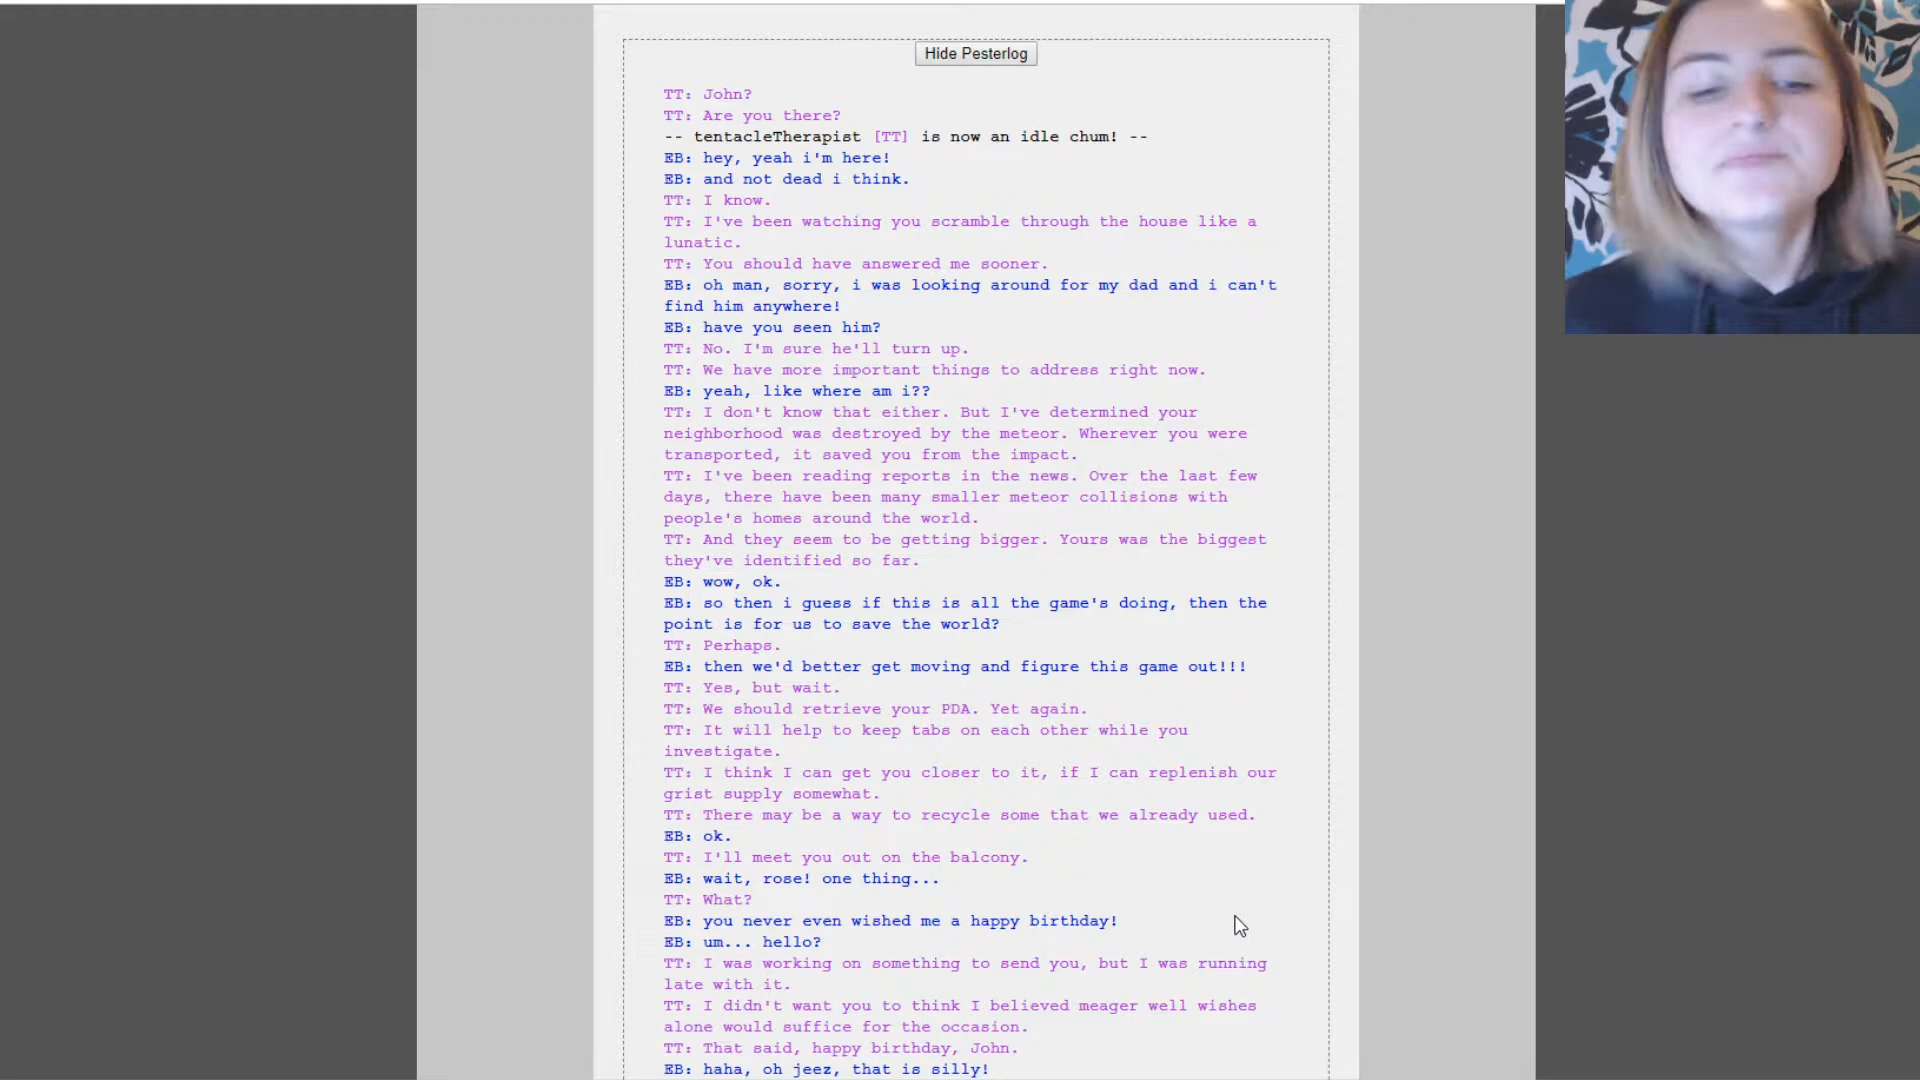 Hide Pesterlog
TT: John?
TT: Are you there?
-- tentacleTherapist [TT] is now an idle chum! --
EB: hey, yeah i'm here!
EB: and not dead i think.
TT: I know.
TT: I've been watching you scramble through the house like a
lunatic.
TT: You should have answered me sooner.
EB: oh man, sorry, i was looking around for my dad and i can't
find him anywhere!
EB: have you seen him?
TT: No. I'm sure he'll turn up.
TT: We have more important things to address right now.
EB: yeah, like where am i??
TT: I don't know that either. But I've determined your
neighborhood was destroyed by the meteor. Wherever you were
transported, it saved you from the impact.
TT: I've been reading reports in the news. Over the last few
days, there have been many smaller meteor collisions with
people's homes around the world.
TT: And they seem to be getting bigger. Yours was the biggest
they've identified so far.
EB: wow, ok.
EB: so then i guess if this is all the game's doing, then the
point is for us to save the world?
TT: Perhaps.
EB: then we'd better get moving and figure this game out!!!
TT: Yes, but wait.
TT: We should retrieve your PDA. Yet again.
TT: It will help to keep tabs on each other while you
investigate.
TT: I think I can get you closer to it, if I can replenish our
grist supply somewhat.
TT: There may be a way to recycle some that we already used.
EB: ok.
TT: I'll meet you out on the balcony.
EB: wait, rose! one thing...
TT: What?
EB: you never even wished me a happy birthday!
EB: um... hello?
TT: I was working on something to send you, but I was running
late with it.
TT: I didn't want you to think I believed meager well wishes
alone would suffice for the occasion.
TT: That said, happy birthday, John.
EB: haha, oh jeez, that is silly!